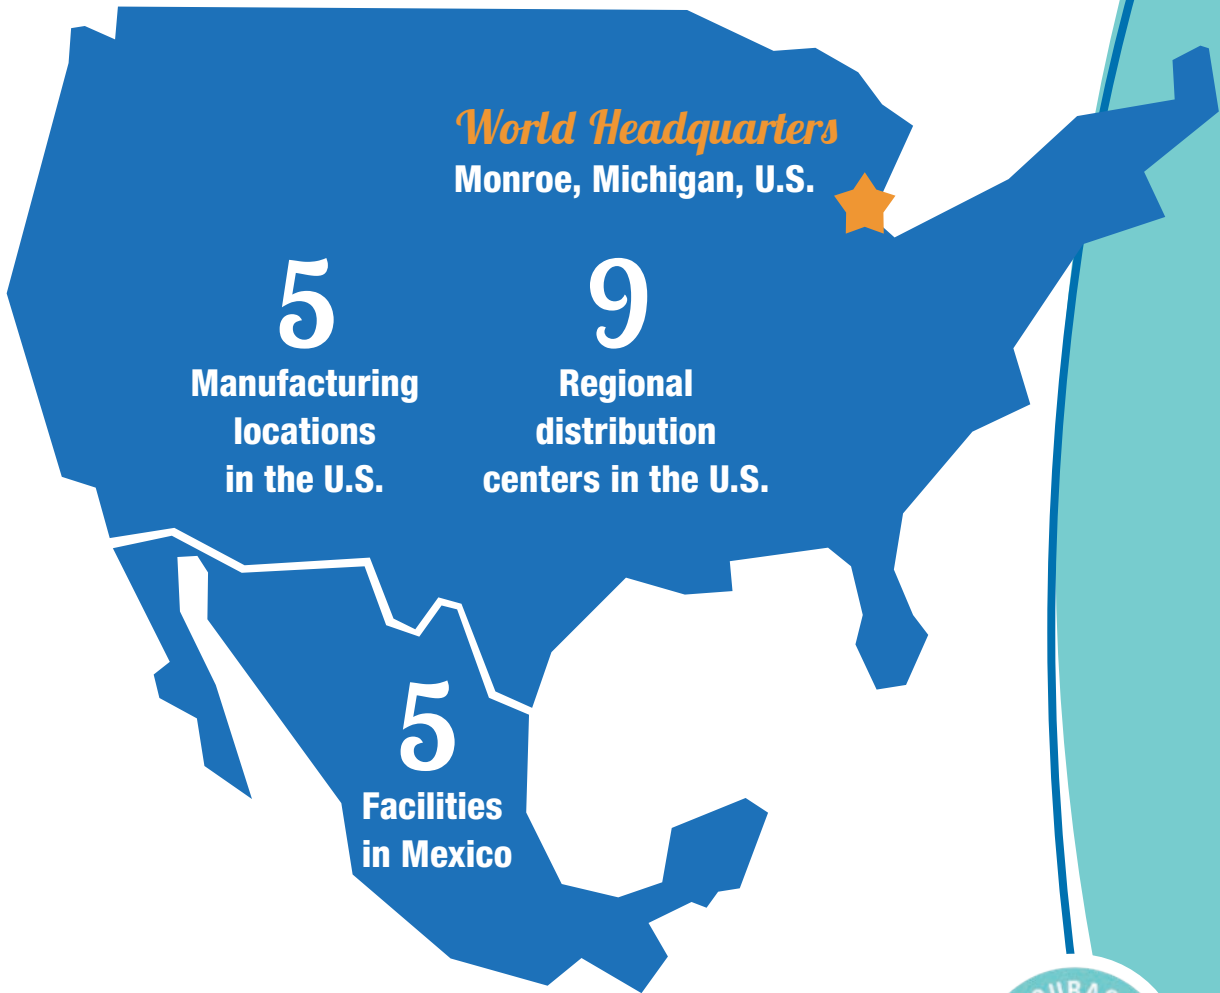 World Headquarters
Monroe, Michigan, U.S.
5
Manufacturing
locations
in the U.S.
9
Regional
distribution
centers in the U.S.
5
Facilities
in Mexico